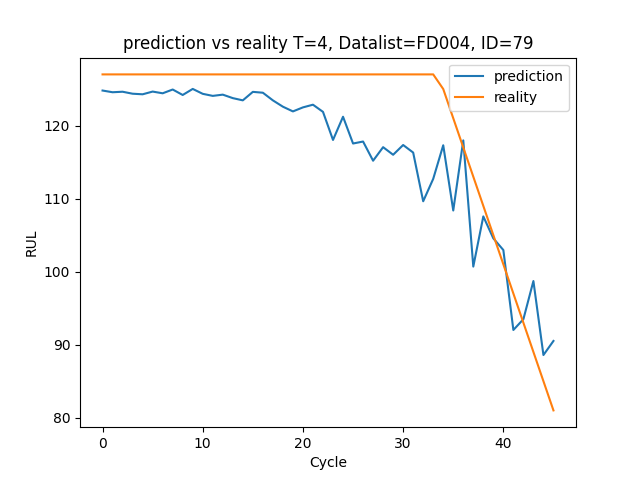 prediction vs reality T=4, Datalist=FD004, ID=79
prediction
reality
RUL
120
110
100
90
80
0 10 20 30 40
Cycle